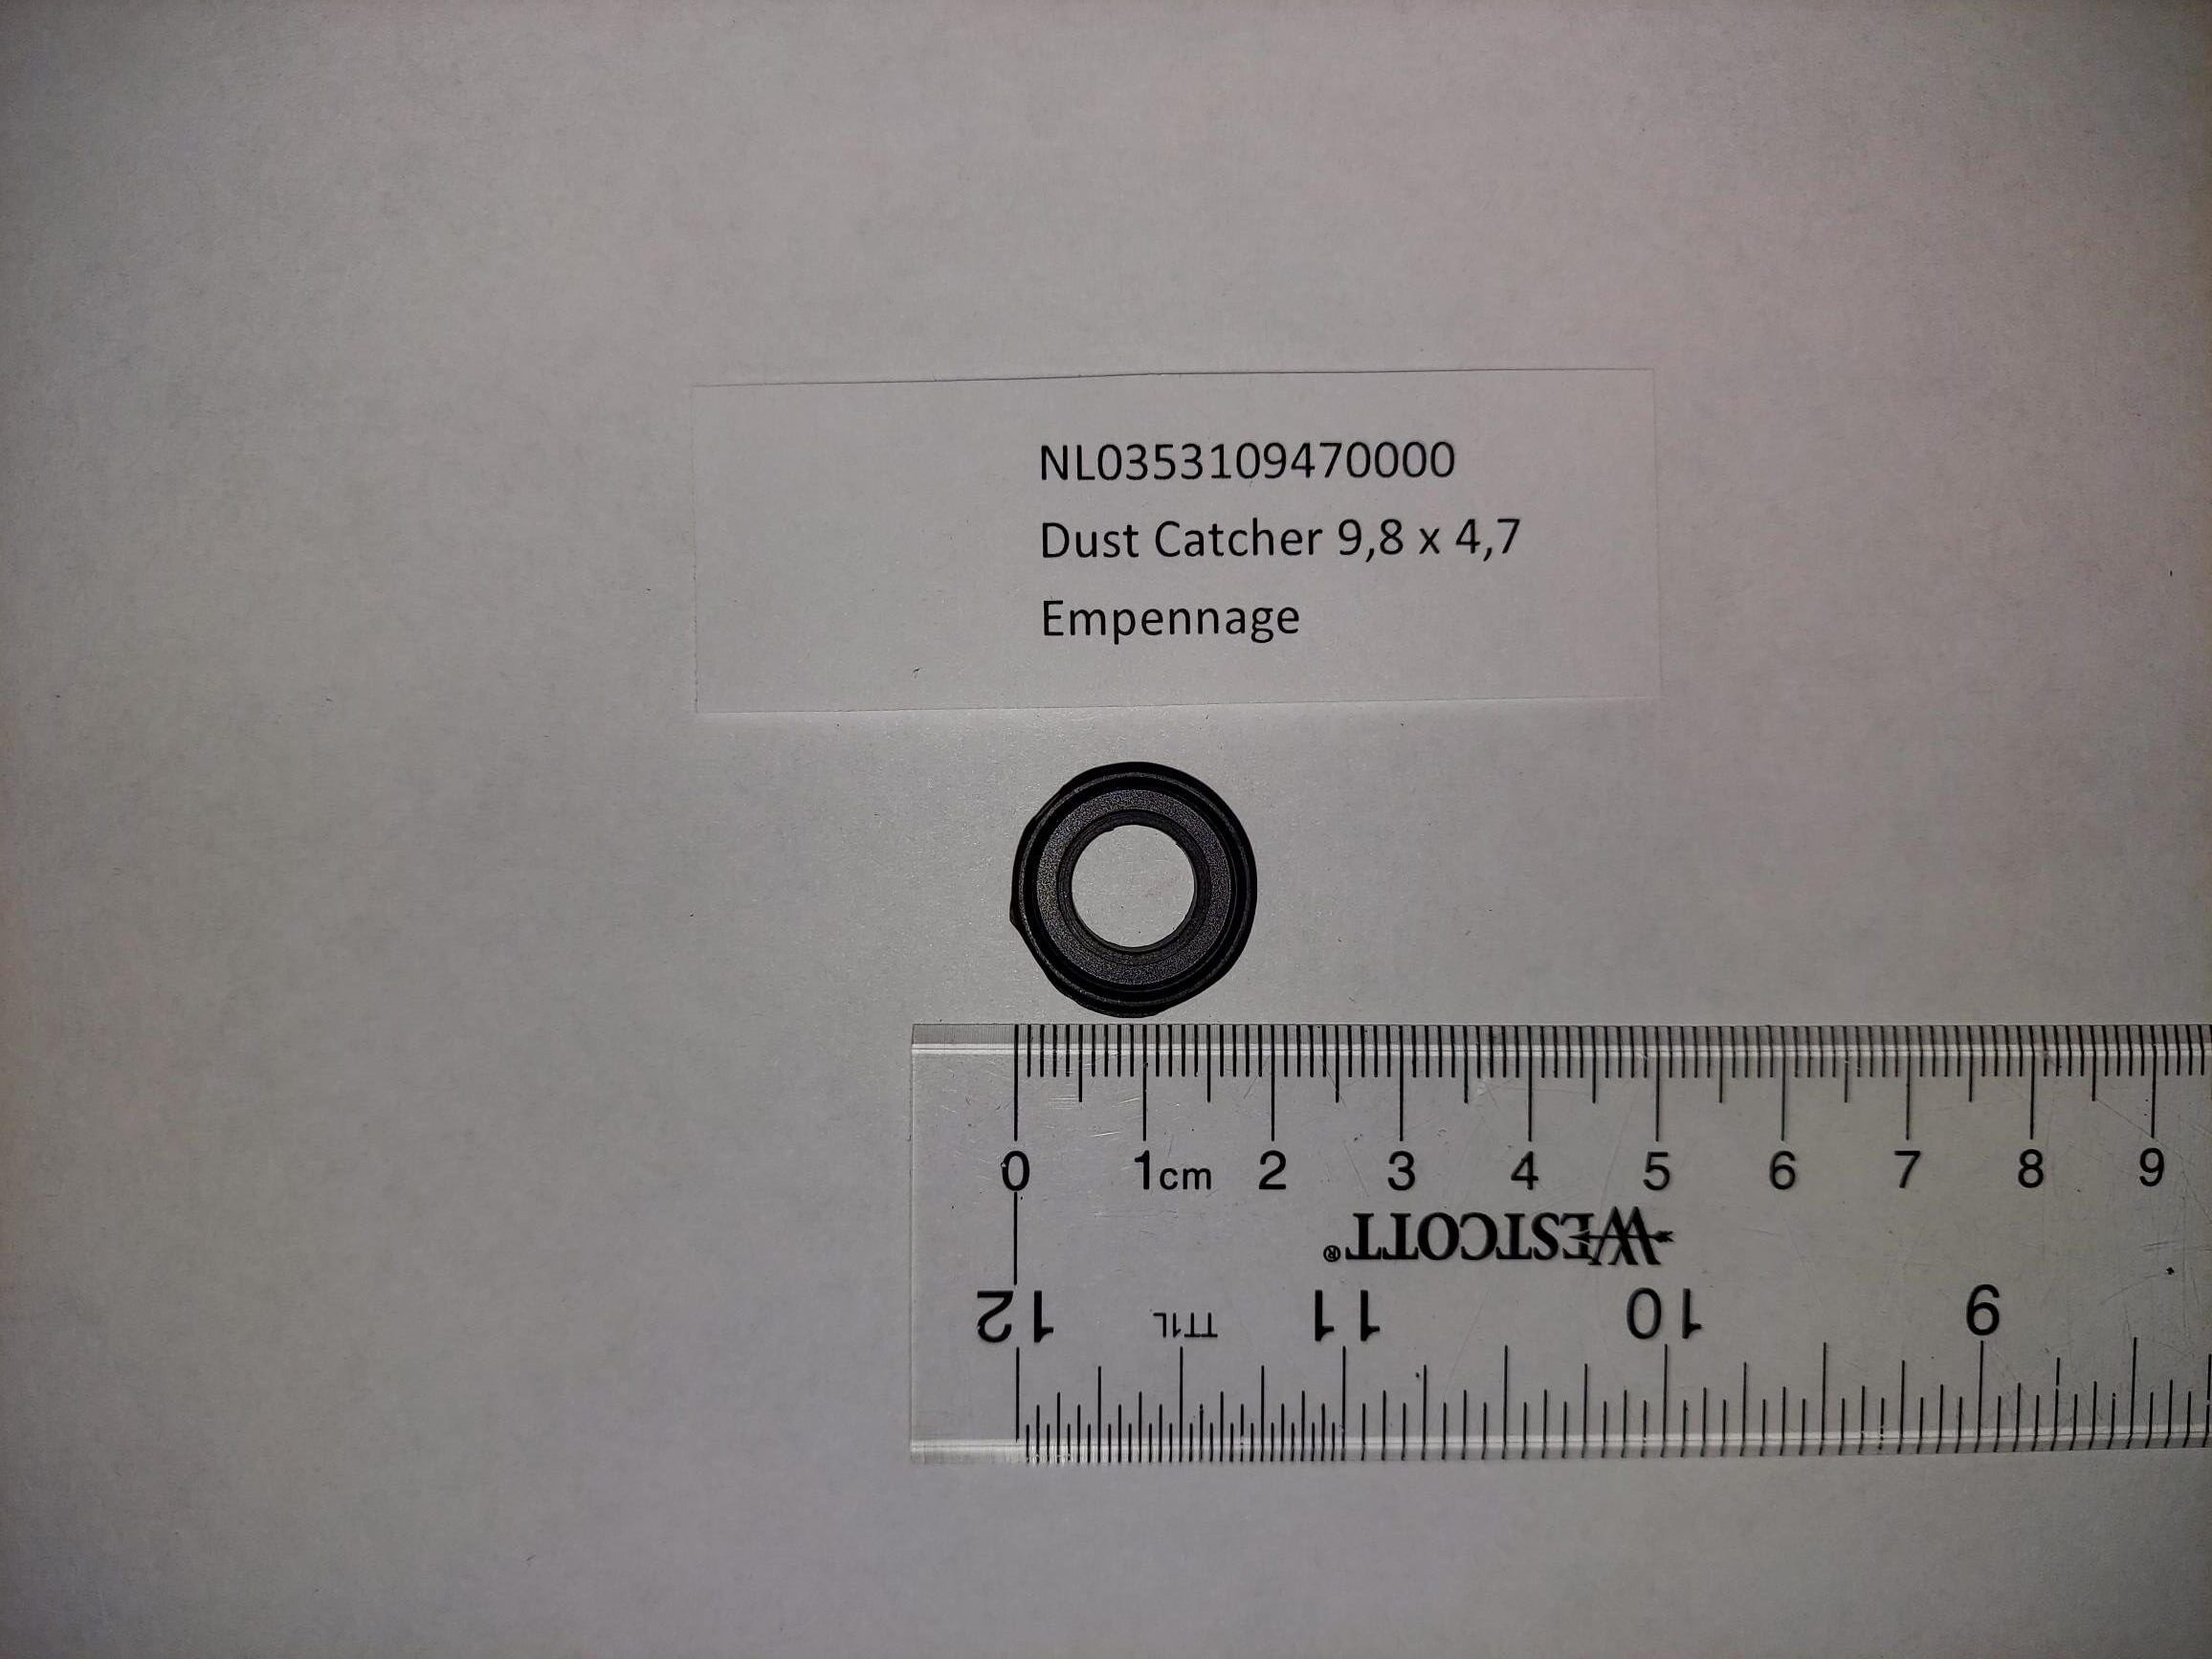 NL0353109470000
Dust Catcher 9,8 x 4,7
Empennage
0 1cm 2 3 4 5 6 7 8 9
WESTCOTT®
12 TT1L 11 10 9